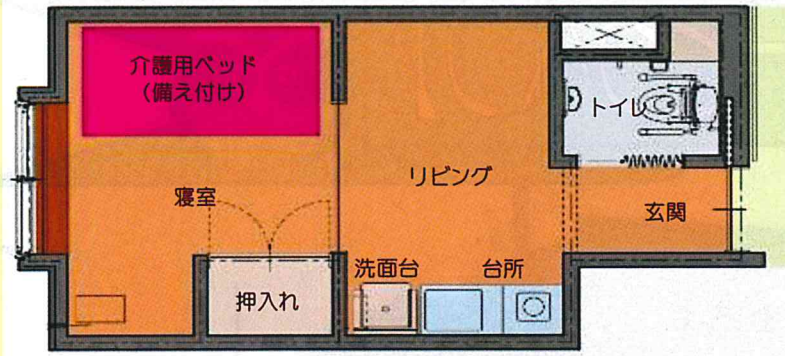 介護用ベッド
（備え付け）
トイレ
リビング
寝室
玄関
洗面台
台所
押入れ